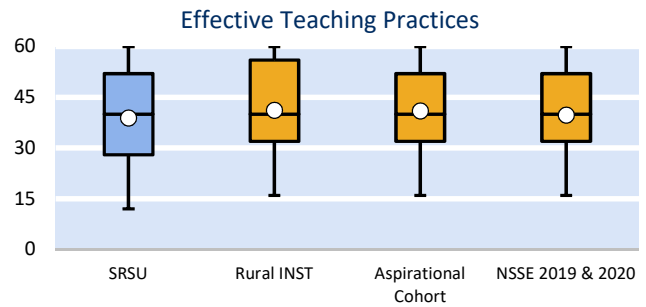 Effective Teaching Practices
60
45
30
15
0
SRSU
Rural INST
Aspirational
Cohort
NSSE 2019 & 2020